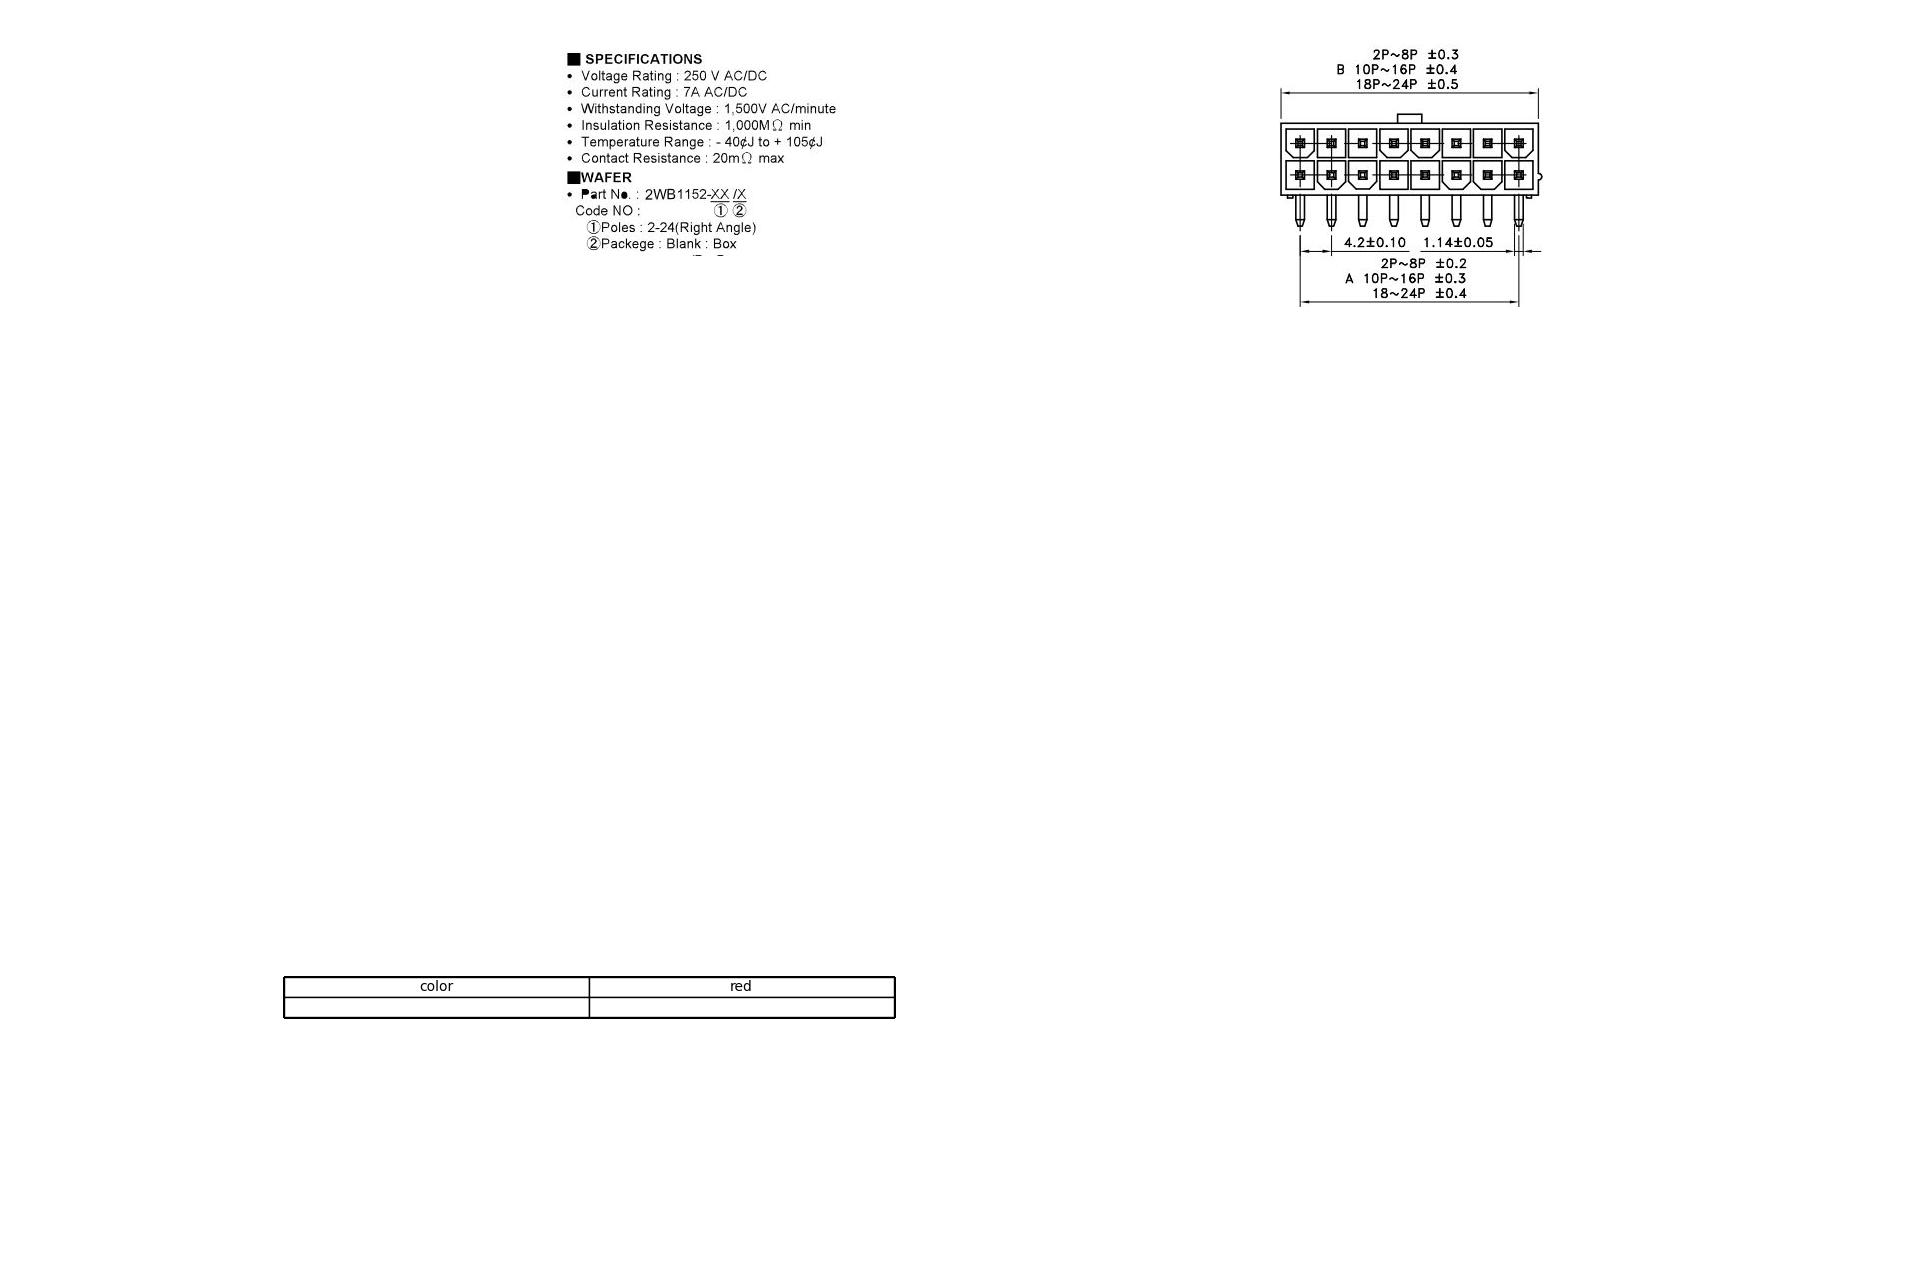 ■ SPECIFICATIONS
• Voltage Rating : 250 V AC/DC
• Current Rating : 7A AC/DC
• Withstanding Voltage : 1,500V AC/minute
• Insulation Resistance : 1,000MΩ min
• Temperature Range : - 40¢J to + 105¢J
• Contact Resistance : 20mΩ max
■WAFER
• Part No. : 2WB1152-XX /X
Code NO : ① ②
①Poles : 2-24(Right Angle)
②Packege : Blank : Box
2P~8P ±0.3
B 10P~16P ±0.4
18P~24P ±0.5
4.2±0.10 1.14±0.05
2P~8P ±0.2
A 10P~16P ±0.3
18~24P ±0.4
color red